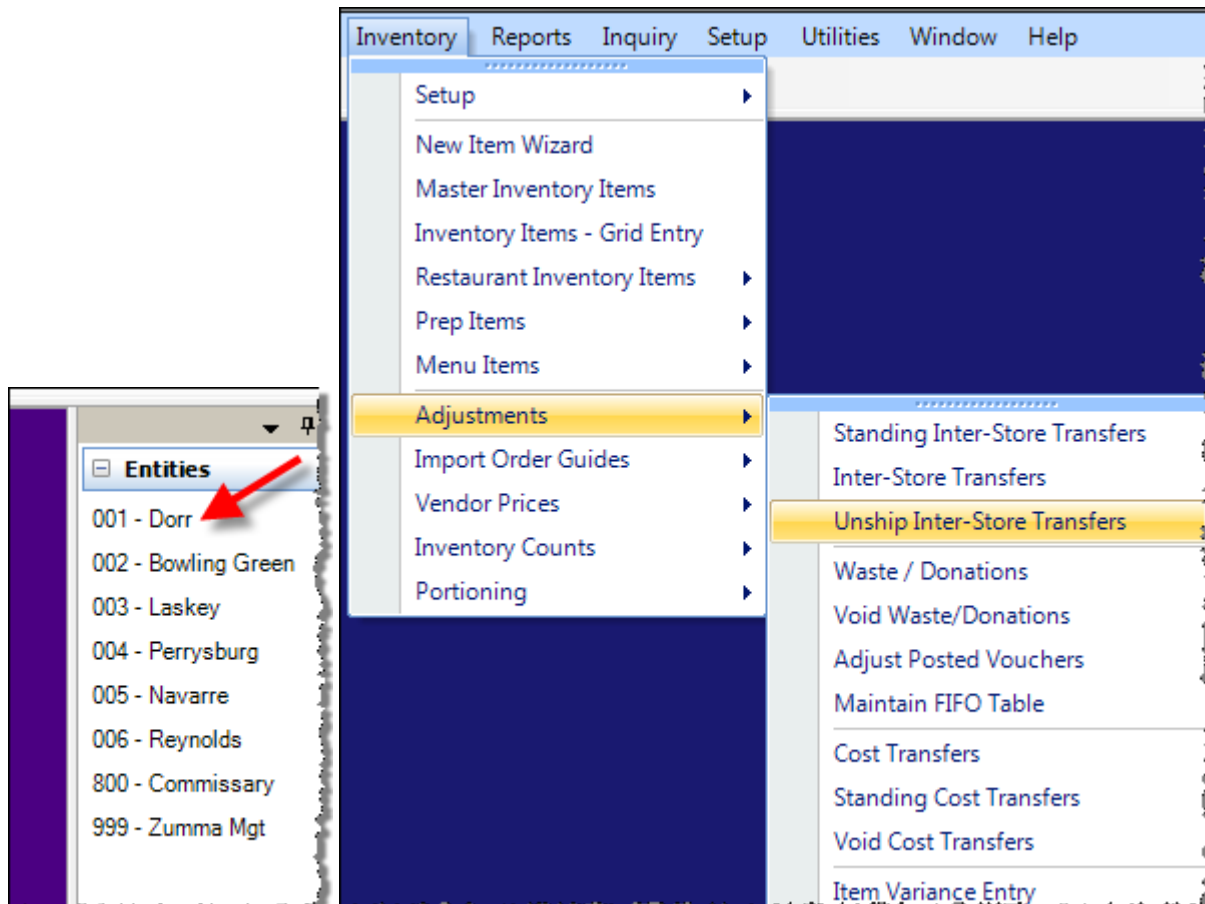 Inventory Reports Inquiry Setup Utilities Window Help
Setup
New Item Wizard
Master Inventory Items
Inventory Items - Grid Entry
Restaurant Inventory Items
Prep Items
Menu Items
Adjustments
Import Order Guides
Vendor Prices
Inventory Counts
Portioning
Standing Inter-Store Transfers
Inter-Store Transfers
Unship Inter-Store Transfers
Waste / Donations
Void Waste/Donations
Adjust Posted Vouchers
Maintain FIFO Table
Cost Transfers
Standing Cost Transfers
Void Cost Transfers
Item Variance Entry
Entities
001 - Dorr
002 - Bowling Green
003 - Laskey
004 - Perrysburg
005 - Navarre
006 - Reynolds
800 - Commissary
999 - Zumma Mgt